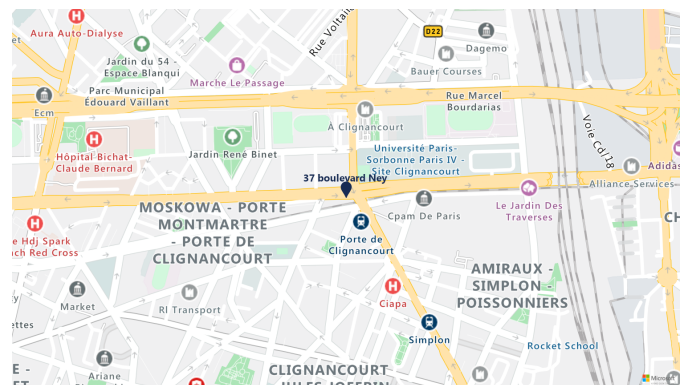 Aura Auto-Dialyse
Rue Voltaire
D22
Dagemo
Jardin du 54 -
Espace Blanqui
Bauer Courses
Marche Le Passage
Parc Municipal
Édouard Vaillant
Rue Marcel
Bourdarias
Ecm
À Clignancourt
Voie Cd/18
Hôpital Bichat-
Claude Bernard
Jardin René Binet
Université Paris-
Sorbonne Paris IV -
Site Clignancourt
Adidas
37 boulevard Ney
Alliance Services
MOSKOWA - PORTE
MONTMARTRE
- PORTE DE
CLIGNANCOURT
Cpam De Paris
Le Jardin Des
Traverses
CH
e Hdj Spark
nch Red Cross
Porte de
Clignancourt
AMIRAUX -
SIMPLON -
POISSONNIERS
Market
RI Transport
Ciapa
ettes
Simplon
Rocket School
Ariane
CLIGNANCOURT
Microsoft